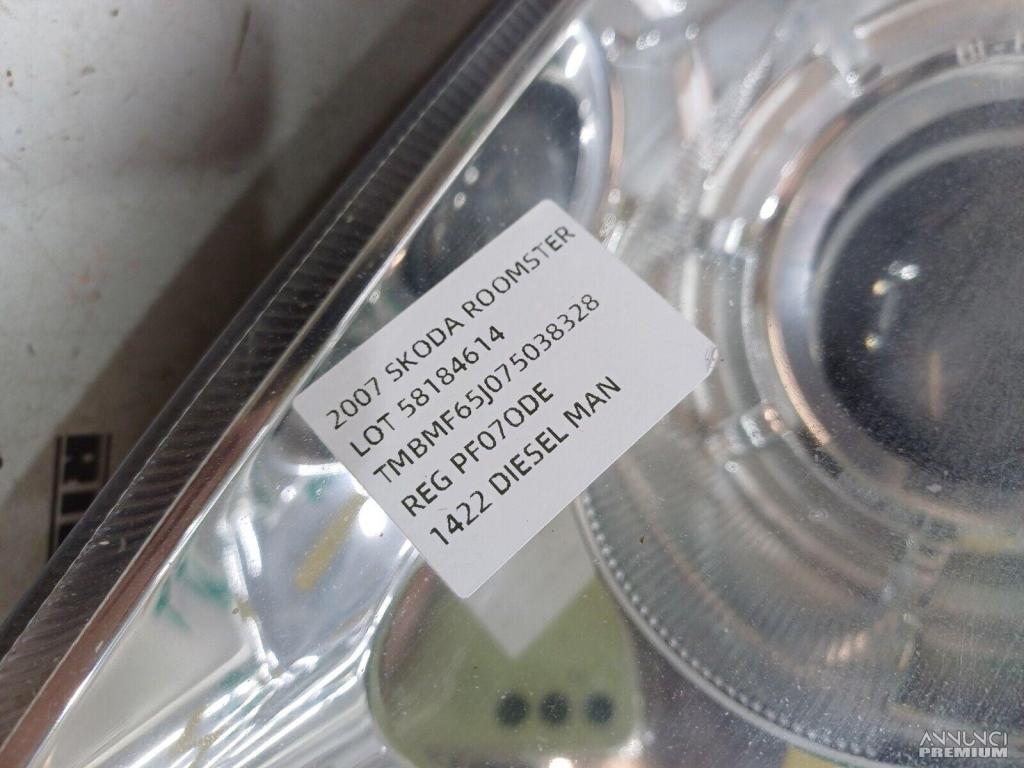 2007 SKODA ROOMSTER
LOT 58184614
TMBMF65J075038328
REG PF07ODE
1422 DIESEL MAN
ANNUNCI
PREMIUM